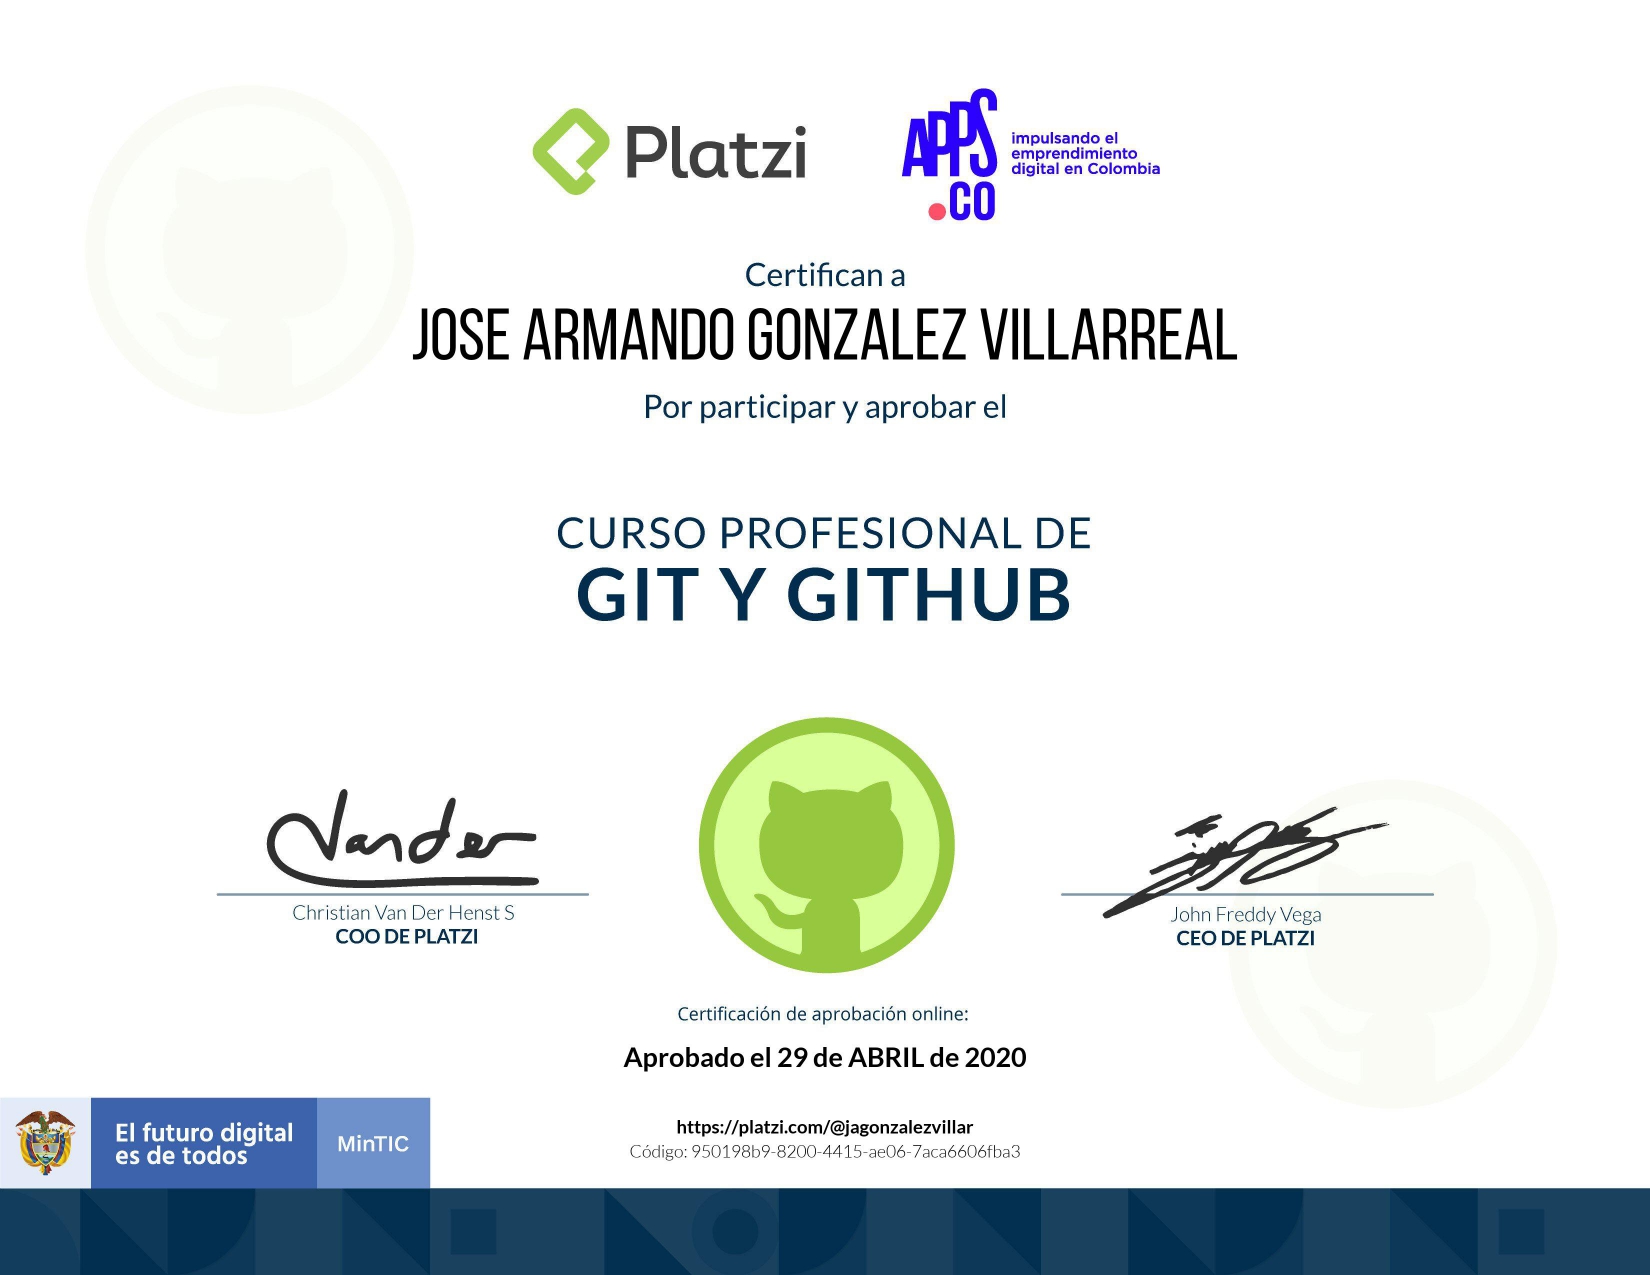 Platzi
APPS
.CO
impulsando el
emprendimiento
digital en Colombia
Certifican a
JOSE ARMANDO GONZALEZ VILLARREAL
Por participar y aprobar el
CURSO PROFESIONAL DE
GIT Y GITHUB
Vander
Christian Van Der Henst S
COO DE PLATZI
John Freddy Vega
CEO DE PLATZI
Certificación de aprobación online:
Aprobado el 29 de ABRIL de 2020
El futuro digital
es de todos
MinTIC
https://platzi.com/@jagonzalezvillar
Código: 950198b9-8200-4415-ae06-7aca6606fba3